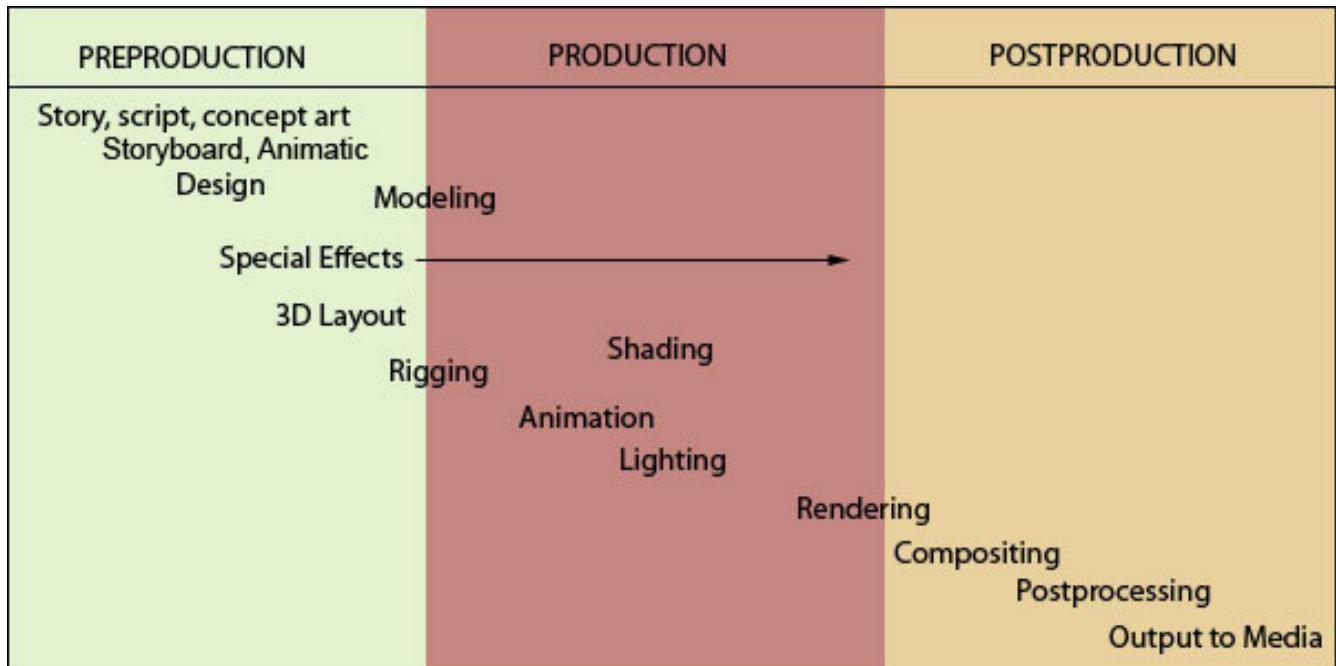 PREPRODUCTION
PRODUCTION
POSTPRODUCTION
Story, script, concept art
Storyboard, Animatic
Design
Modeling
Special Effects
3D Layout
Shading
Rigging
Animation
Lighting
Rendering
Compositing
Postprocessing
Output to Media